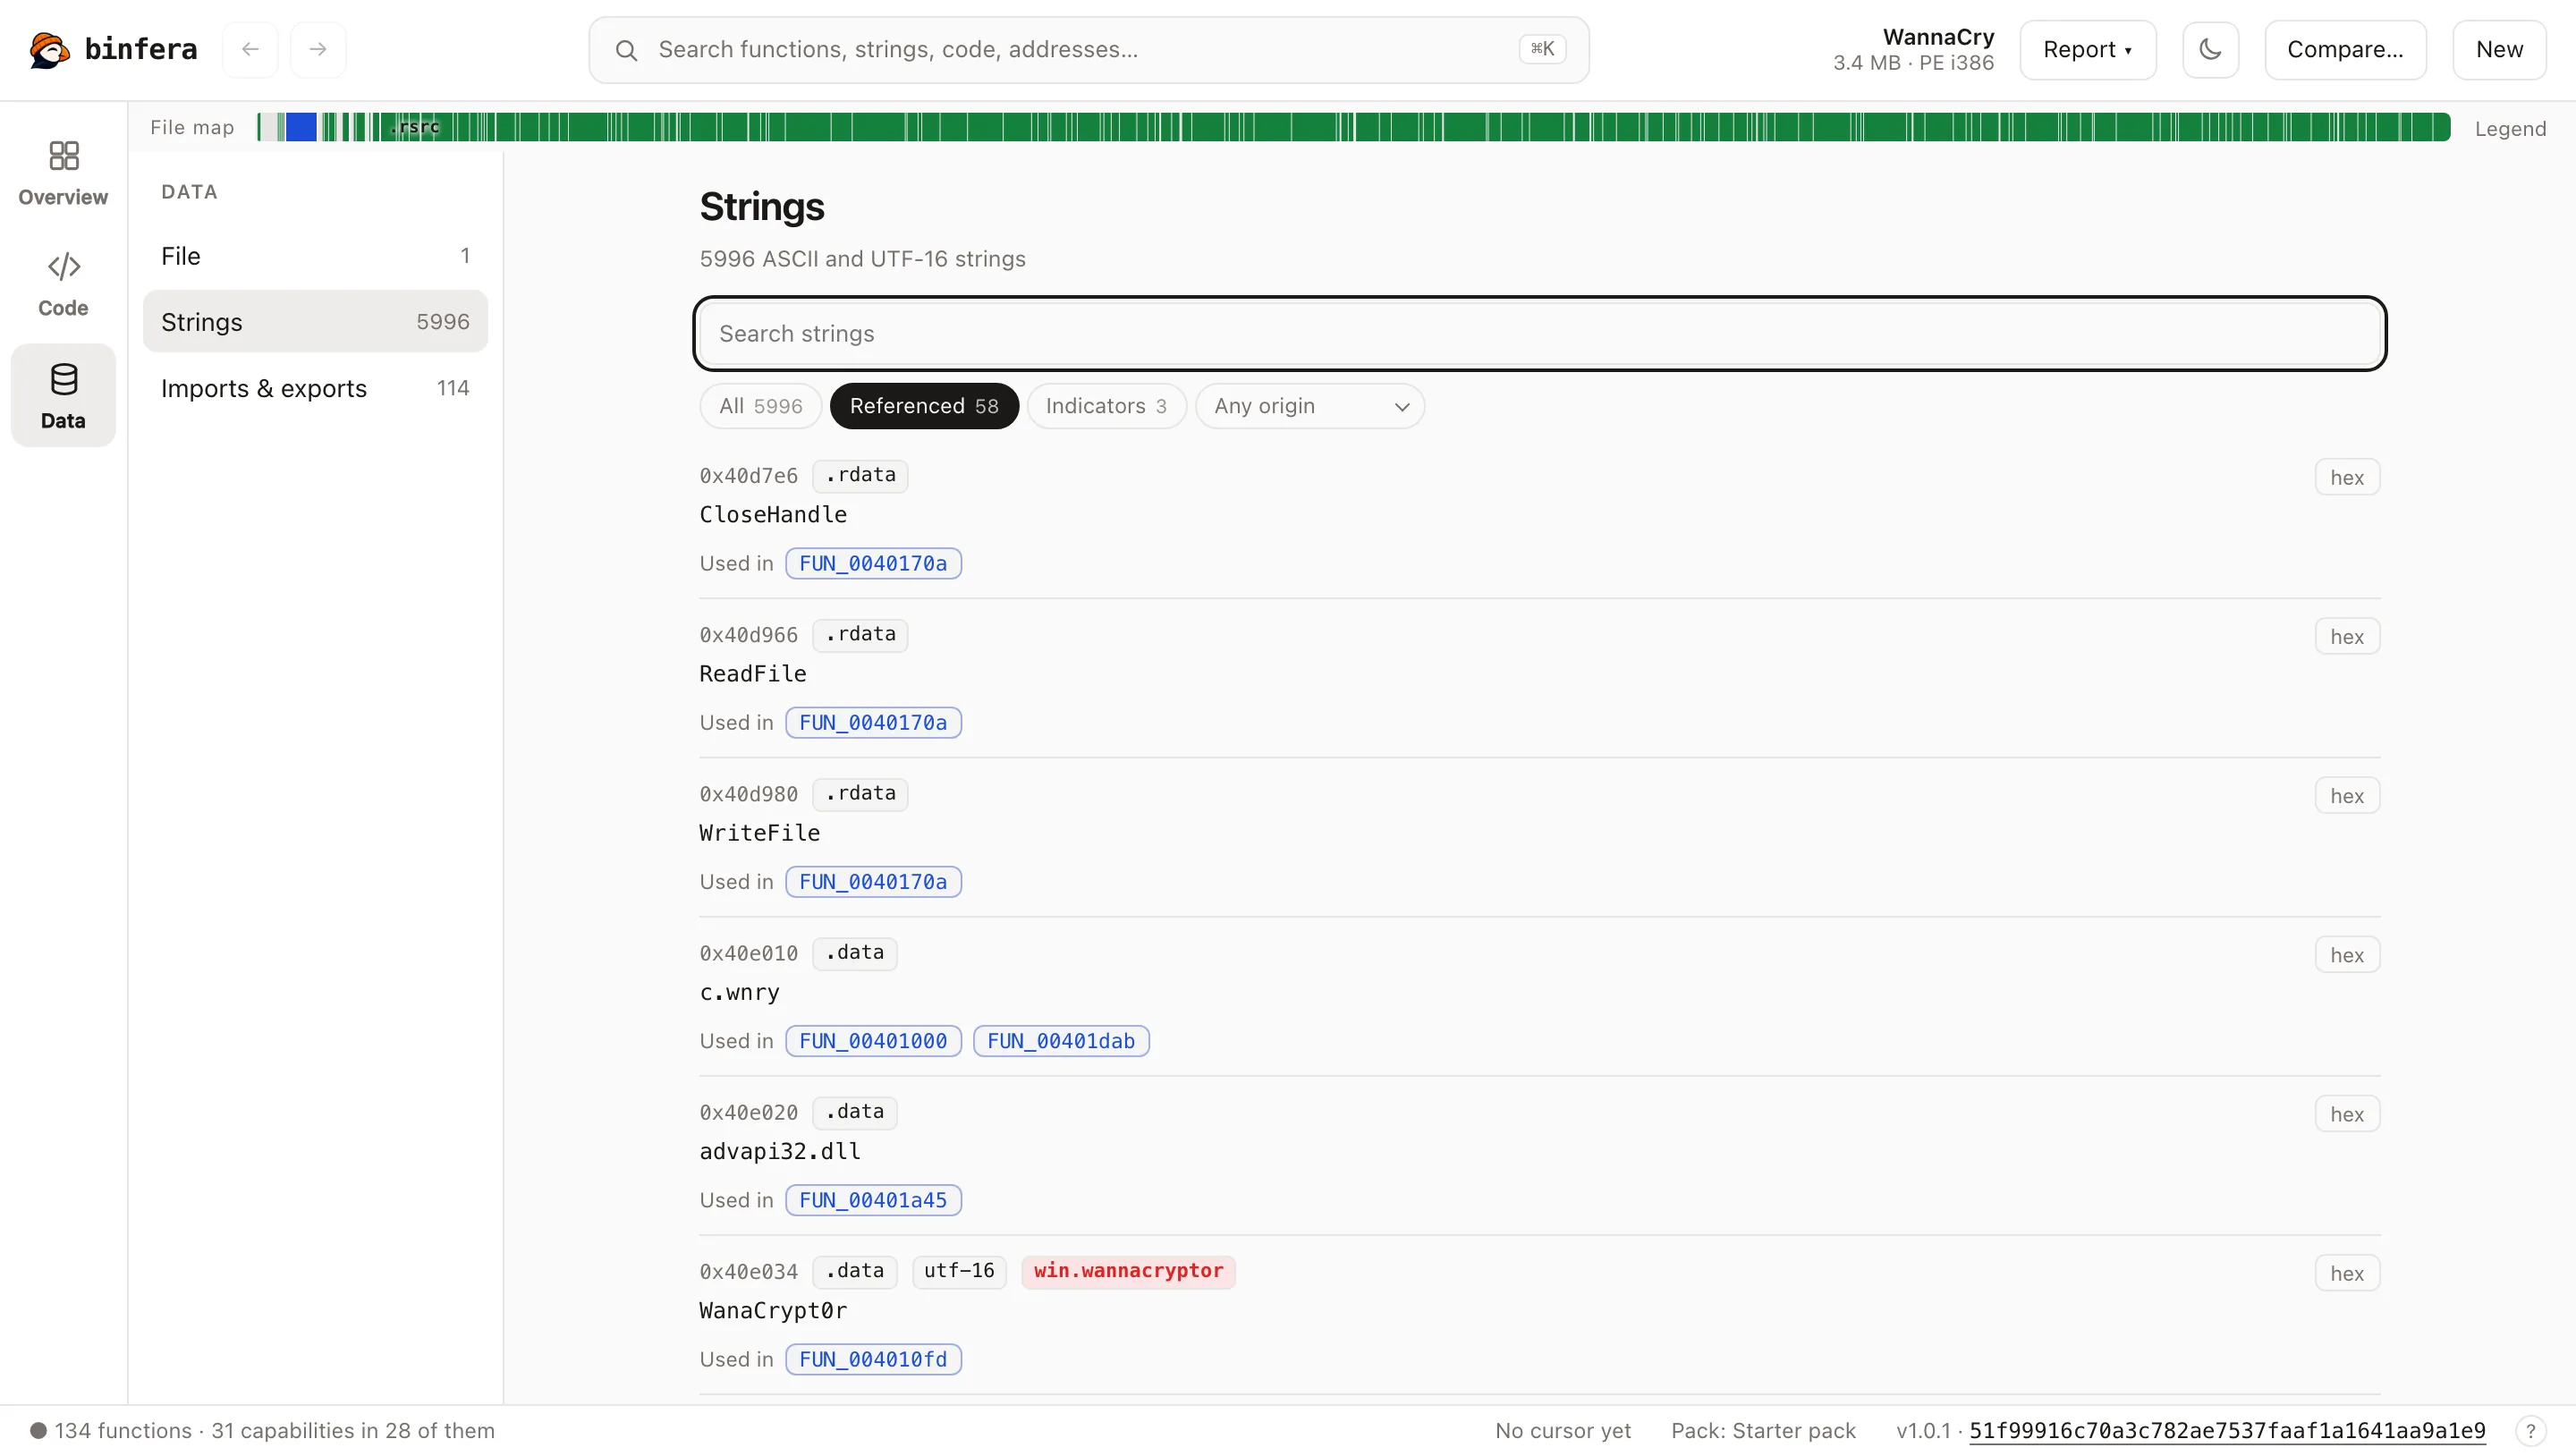 binfera
Search functions, strings, code, addresses... ⌘K
WannaCry
3.4 MB · PE i386
Report ▾
Compare...
New
File map
.rsrc
Legend
Overview
Code
Data
DATA
File 1
Strings 5996
Imports & exports 114
Strings
5996 ASCII and UTF-16 strings
Search strings
All 5996 Referenced 58 Indicators 3 Any origin
0x40d7e6 .rdata hex
CloseHandle
Used in FUN_0040170a
0x40d966 .rdata hex
ReadFile
Used in FUN_0040170a
0x40d980 .rdata hex
WriteFile
Used in FUN_0040170a
0x40e010 .data hex
c.wnry
Used in FUN_00401000 FUN_00401dab
0x40e020 .data hex
advapi32.dll
Used in FUN_00401a45
0x40e034 .data utf-16 win.wannacryptor hex
WanaCrypt0r
Used in FUN_004010fd
134 functions · 31 capabilities in 28 of them
No cursor yet
Pack: Starter pack
v1.0.1 · 51f99916c70a3c782ae7537faaf1a1641aa9a1e9
?